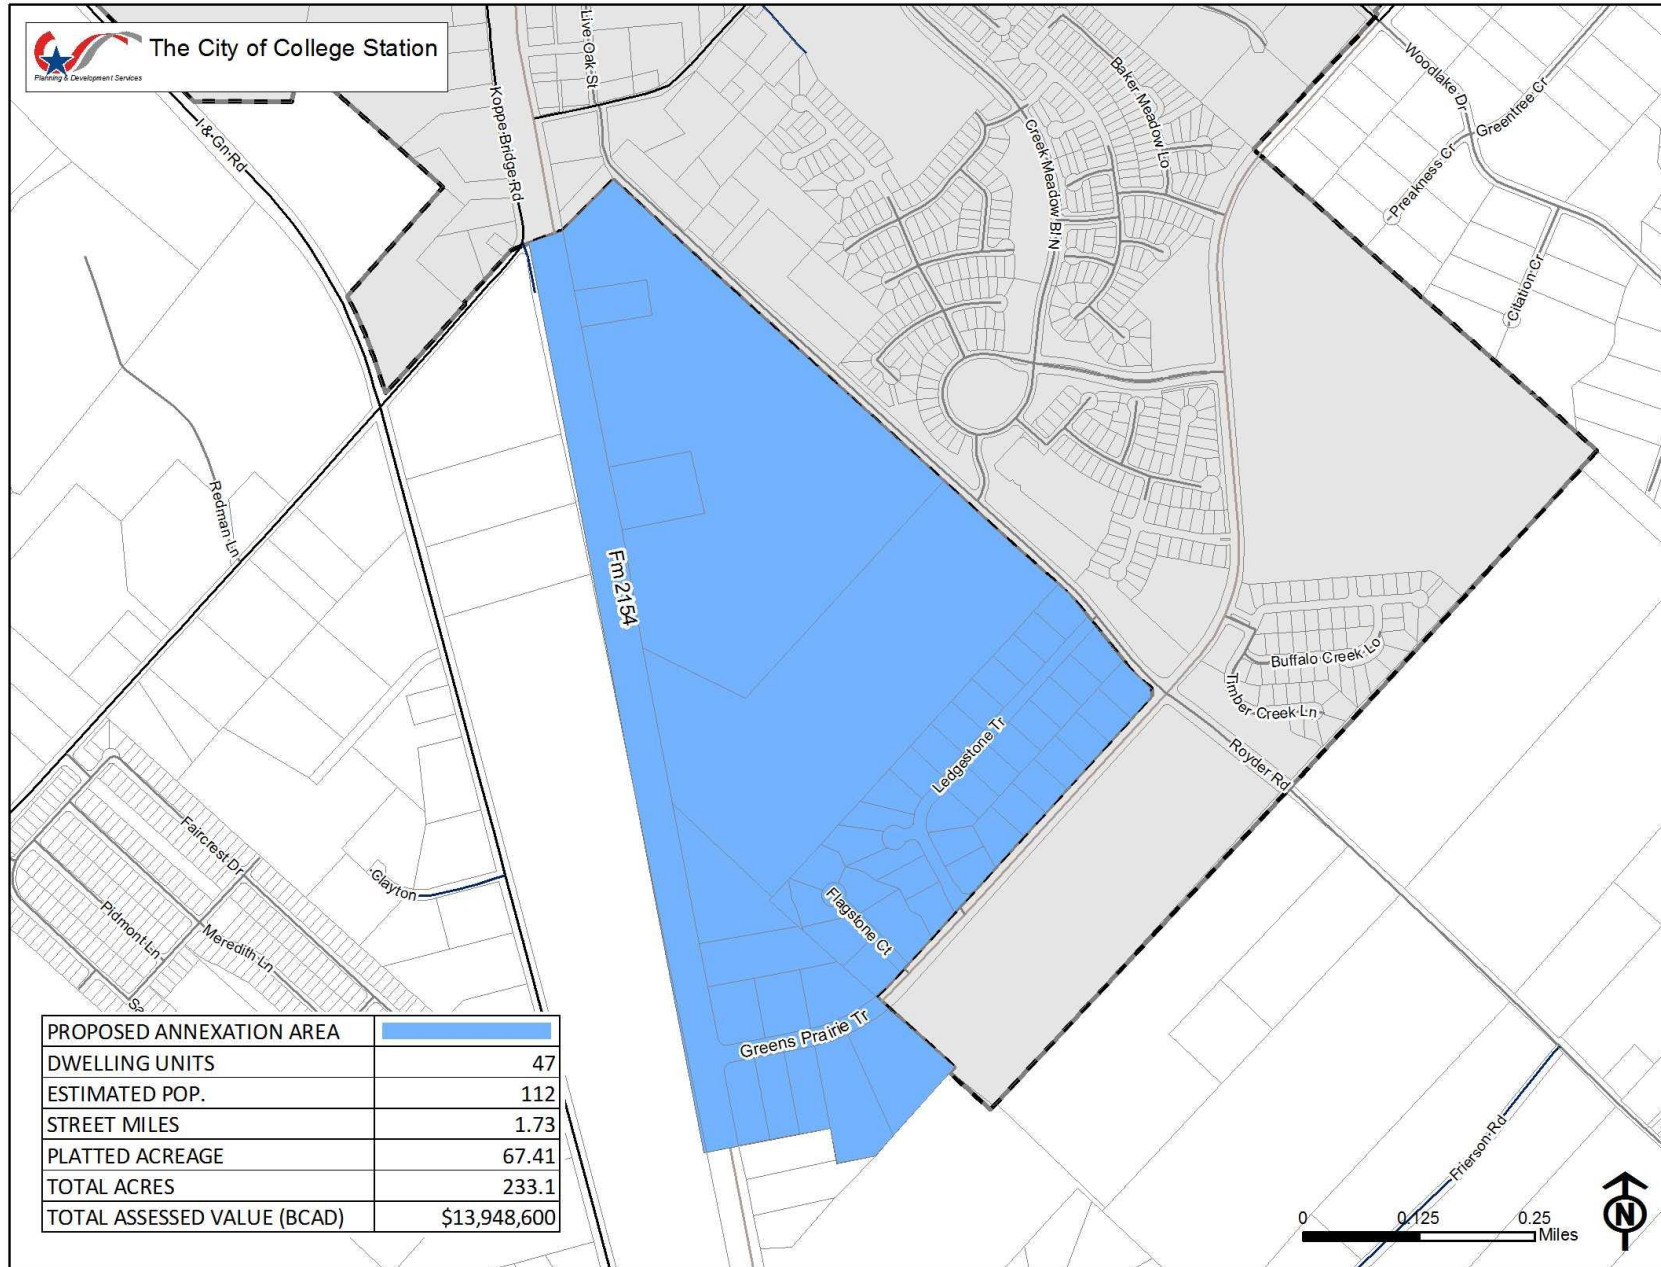 The City of College Station
Planning & Development Services
Live Oak St
Koppe Bridge Rd
I & Gn Rd
Baker Meadow Lo
Creek Meadow Bl N
Woodlake Dr
Greentree Cr
Preakness Cr
Citation Cr
Redman Ln
Fm 2154
Buffalo Creek Lo
Timber Creek Ln
Royder Rd
Ledgestone Tr
Flagstone Ct
Faircrest Dr
Clayton
Pidmont Ln
Meredith Ln
Greens Prairie Tr
Frierson Rd
PROPOSED ANNEXATION AREA
DWELLING UNITS 47
ESTIMATED POP. 112
STREET MILES 1.73
PLATTED ACREAGE 67.41
TOTAL ACRES 233.1
TOTAL ASSESSED VALUE (BCAD) $13,948,600
0 0.125 0.25
Miles
N